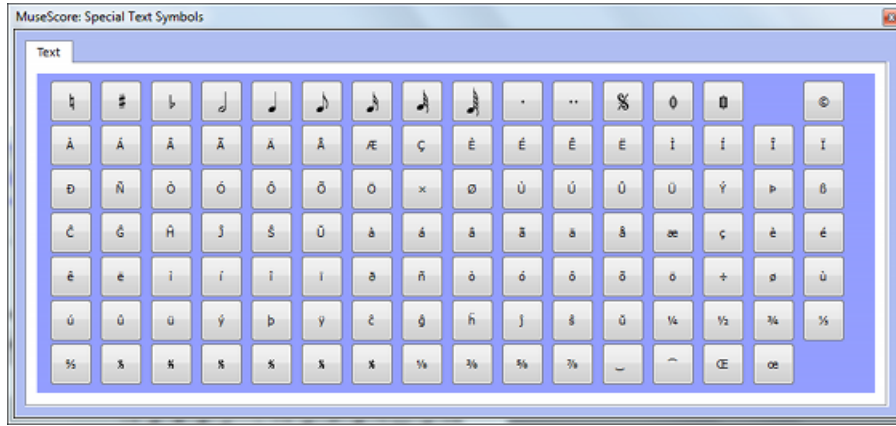 MuseScore: Special Text Symbols
Text
♮ ♯ ♭ 𝅗𝅥 𝅘𝅥 𝅘𝅥𝅮 𝅘𝅥𝅯 𝅘𝅥𝅰 𝅘𝅥𝅱 . .. 𝄋 ©
À Á Â Ã Ä Å Æ Ç È É Ê Ë Ì Í Î Ï
Đ Ñ Ò Ó Ô Õ Ö × Ø Ù Ú Û Ü Ý Þ ß
Ĉ Ĝ Ĥ Ĵ Ŝ Ŭ à á â ã ä å æ ç è é
ê ë ì í î ï ð ñ ò ó ô õ ö ÷ ø ù
ú û ü ý þ ÿ ĉ ĝ ĥ ĵ ŝ ŭ ¼ ½ ¾ ⅓
⅔ ⅛ ⅜ ⅝ ⅞ ‿ ⁀ Œ œ